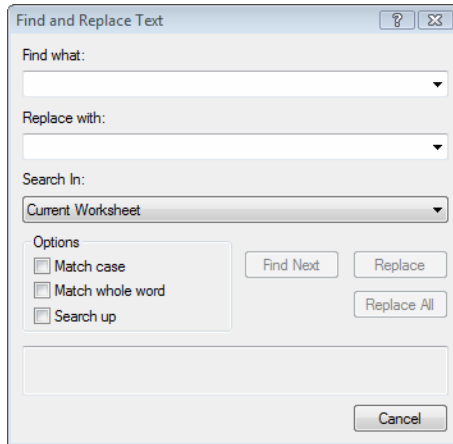 Find and Replace Text
Find what:
Replace with:
Search In:
Current Worksheet
Options
Match case
Match whole word
Search up
Find Next
Replace
Replace All
Cancel